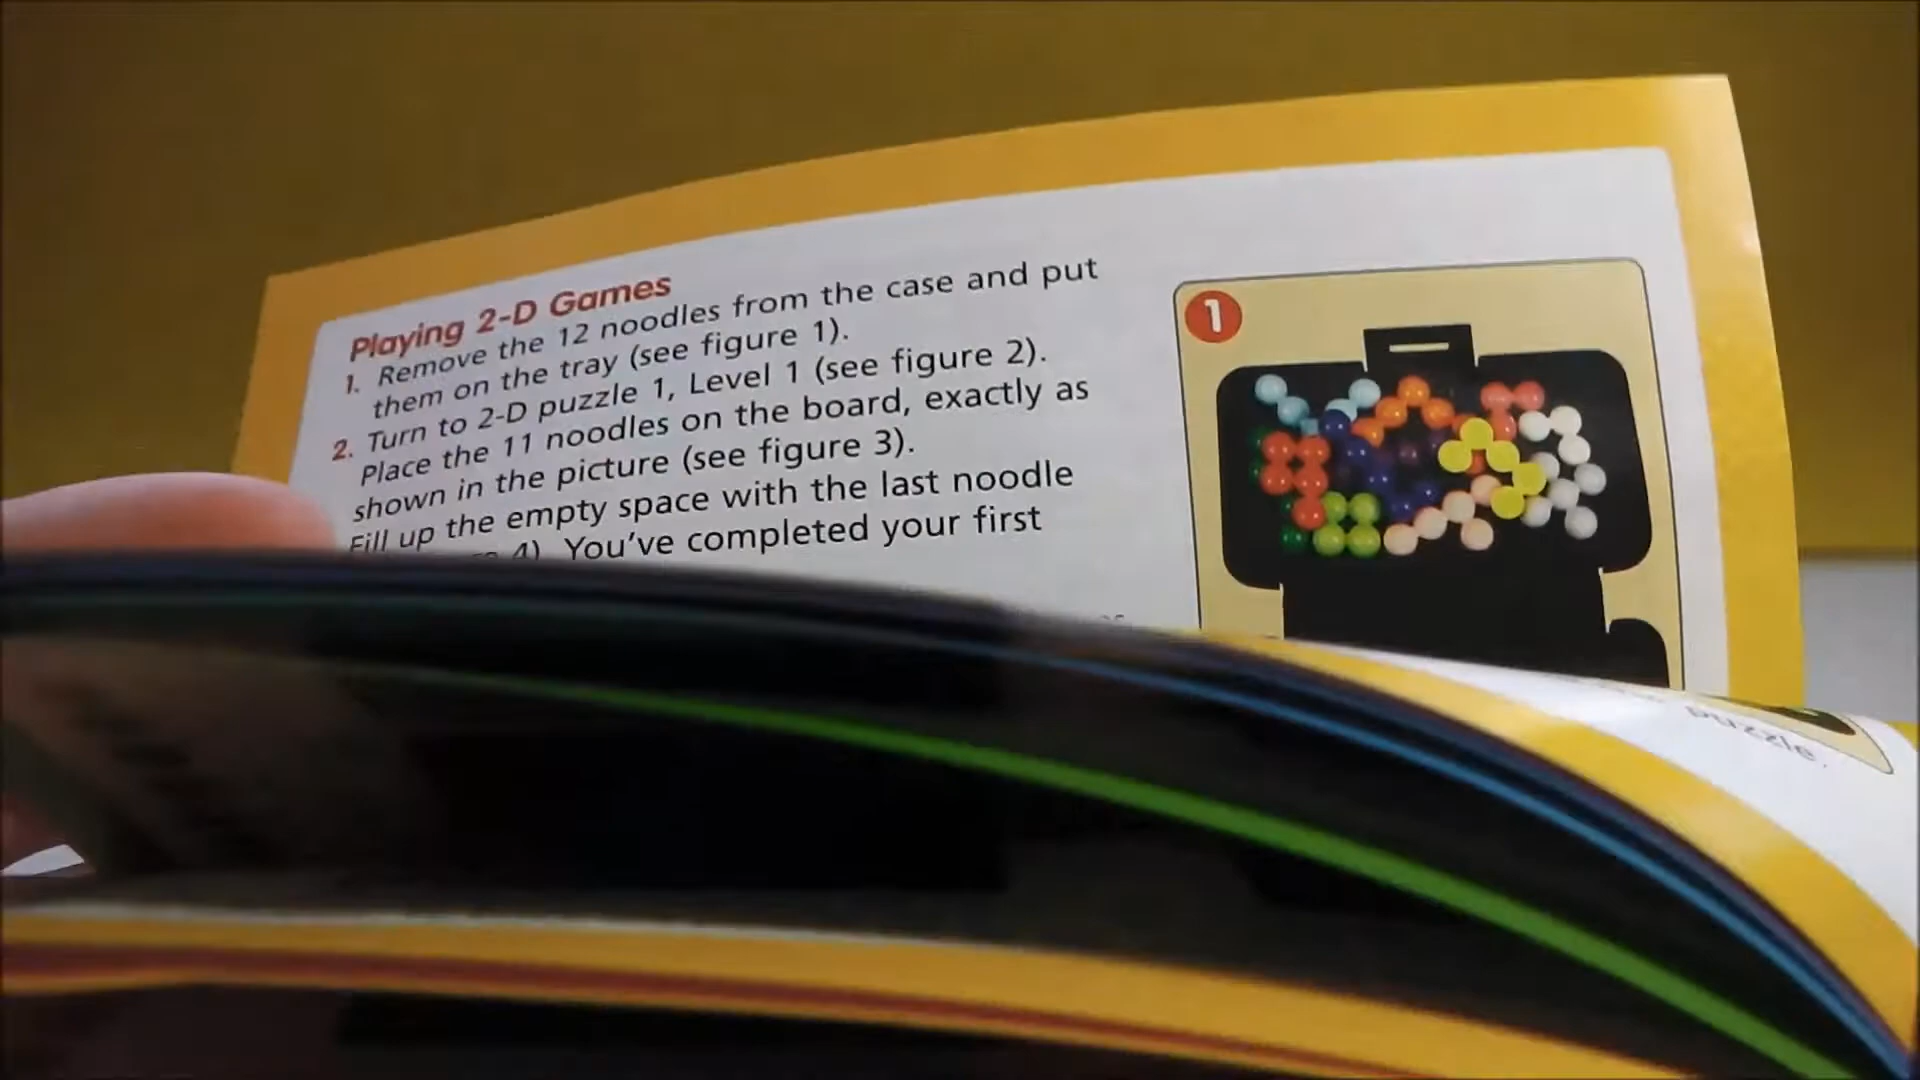 Playing 2-D Games
1. Remove the 12 noodles from the case and put
them on the tray (see figure 1).
2. Turn to 2-D puzzle 1, Level 1 (see figure 2).
Place the 11 noodles on the board, exactly as
shown in the picture (see figure 3).
Fill up the empty space with the last noodle
4). You've completed your first
1
puzzle.